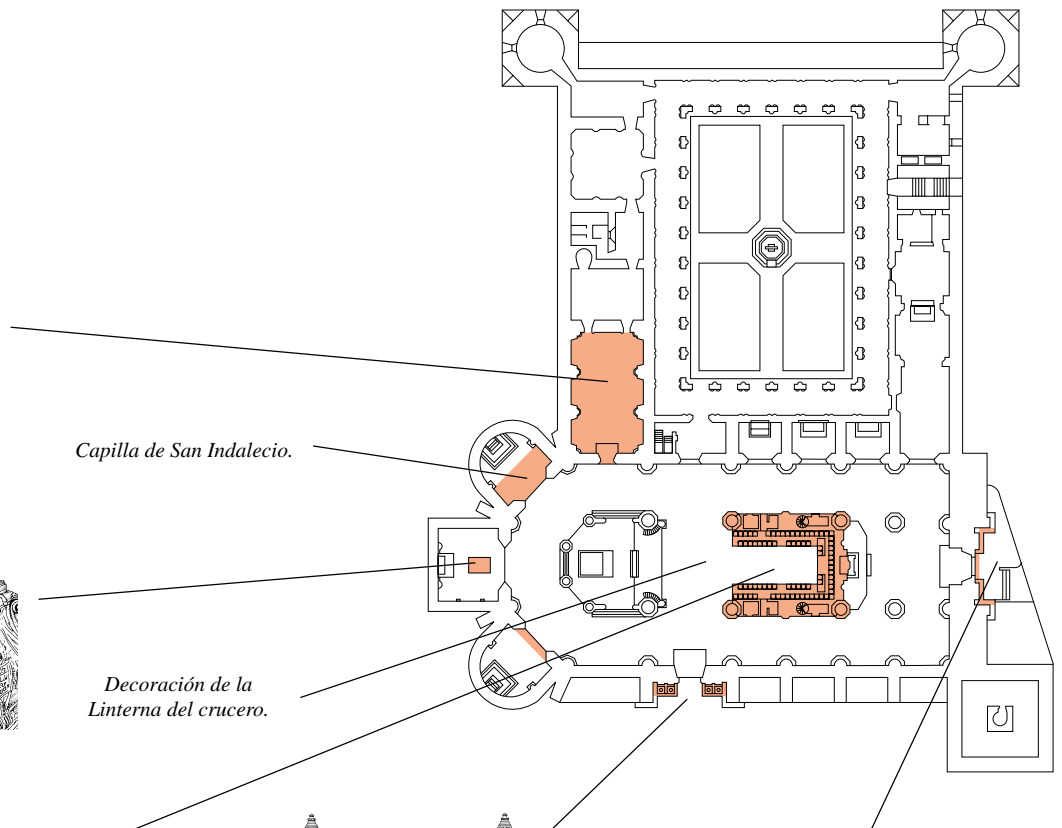 Capilla de San Indalecio.
Decoración de la
Linterna del crucero.